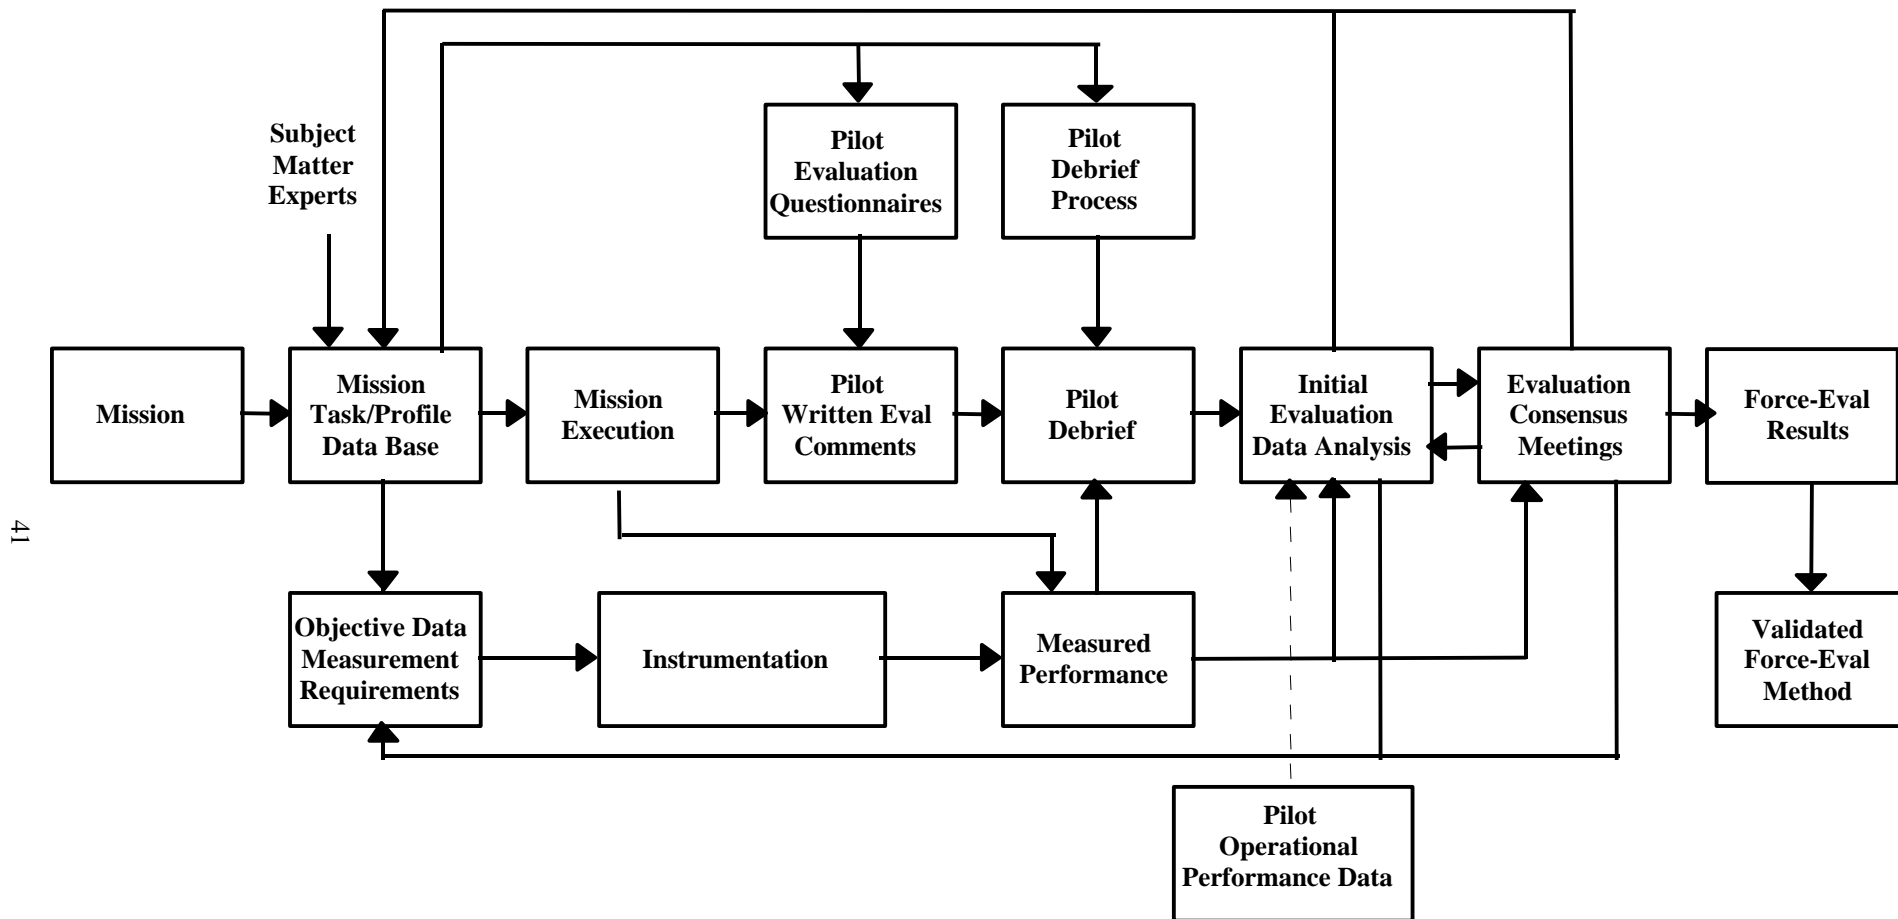 Subject
Matter
Experts
Pilot
Evaluation
Questionnaires
Pilot
Debrief
Process
Mission
Mission
Task/Profile
Data Base
Mission
Execution
Pilot
Written Eval
Comments
Pilot
Debrief
Initial
Evaluation
Data Analysis
Evaluation
Consensus
Meetings
Force-Eval
Results
41
Objective Data
Measurement
Requirements
Instrumentation
Measured
Performance
Validated
Force-Eval
Method
Pilot
Operational
Performance Data